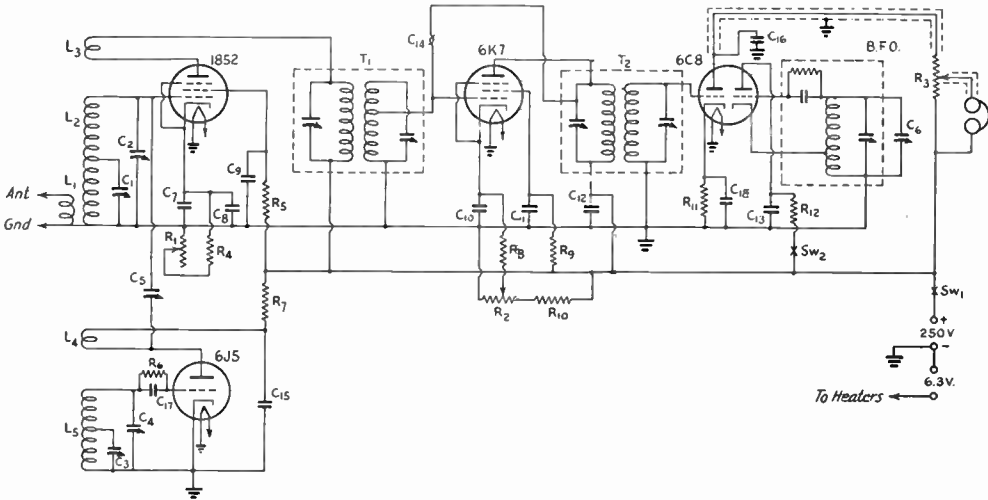 L3
1852
T1
C14
6K7
T2
6C8
C16
B.F.O.
R3
L2
C2
C6
L1
C1
Ant
Gnd
C7
C8
C9
R5
C10
C11
C12
R11
C18
C13
R12
R1
R4
R8
R9
Sw2
C5
R7
R2
R10
Sw1
+
250V
-
6.3V.
To Heaters
L4
6J5
R6
C17
C15
L5
C4
C3